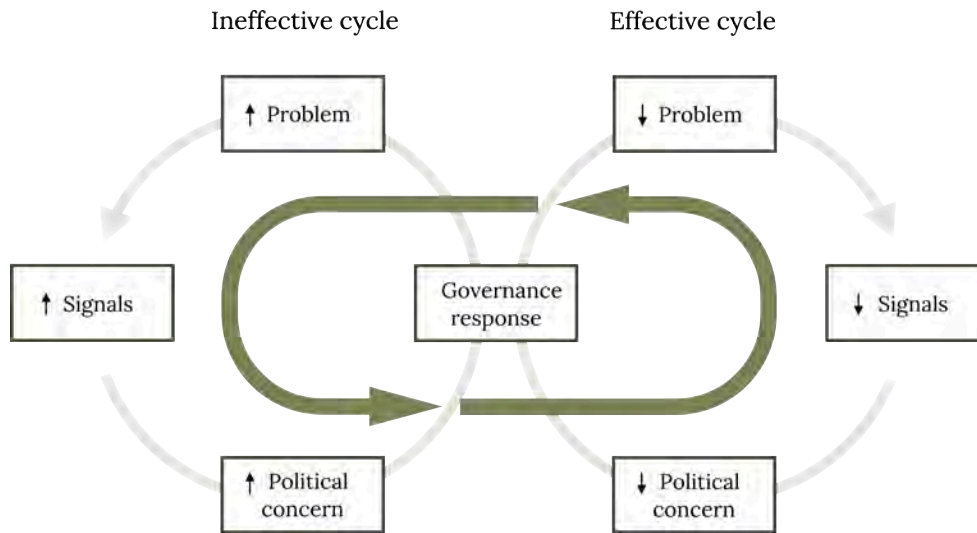 Ineffective cycle
Effective cycle
↑ Problem
↓ Problem
↑ Signals
Governance
response
↓ Signals
↑ Political
concern
↓ Political
concern